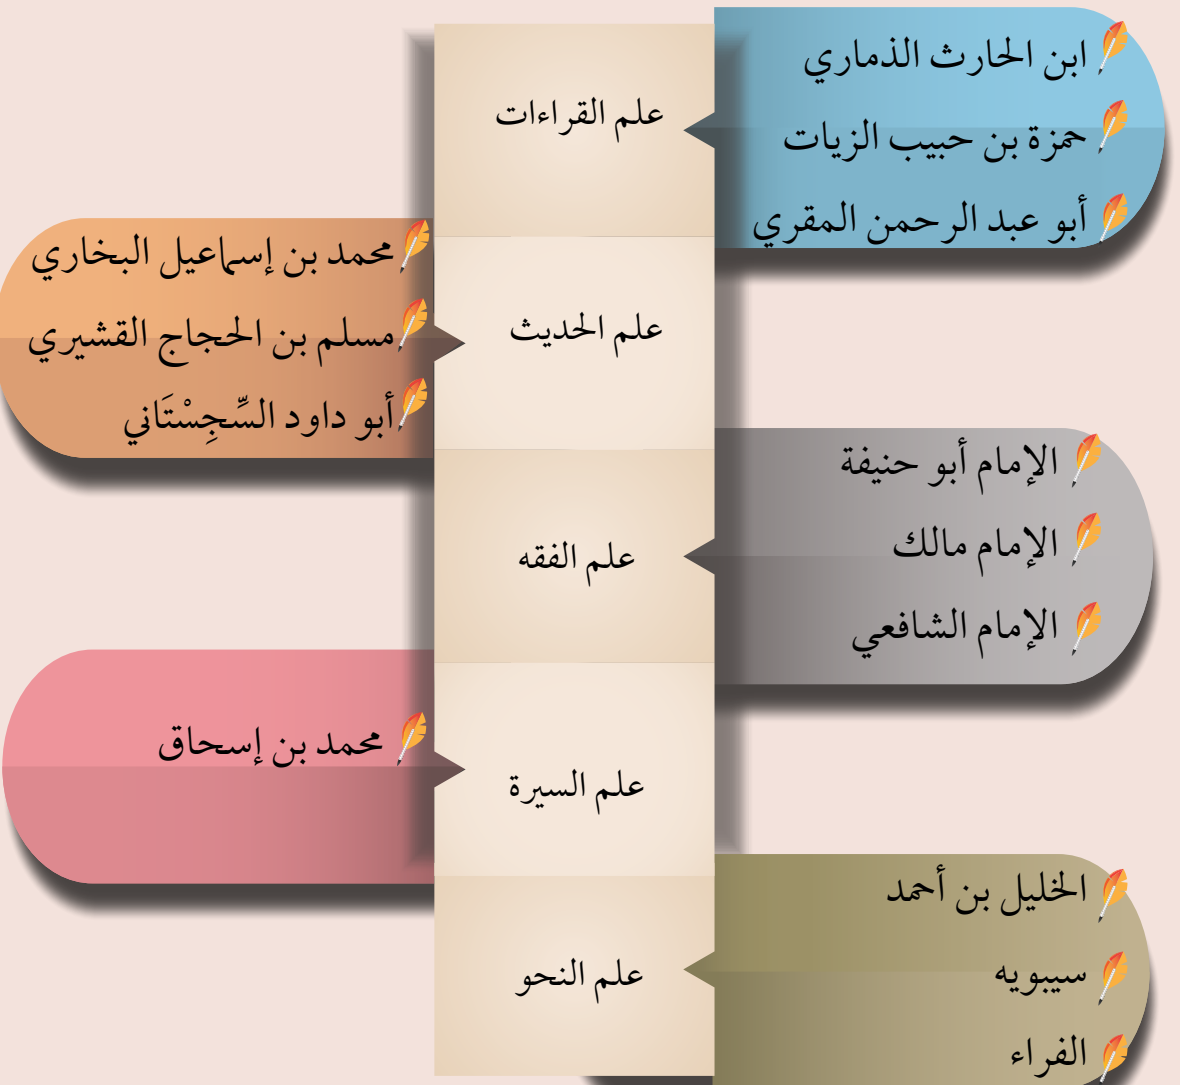 علم القراءات
ابن الحارث الذماري
حمزة بن حبيب الزيات
أبو عبد الرحمن المقري
علم الحديث
محمد بن إسماعيل البخاري
مسلم بن الحجاج القشيري
أبو داود السِّجِسْتَاني
علم الفقه
الإمام أبو حنيفة
الإمام مالك
الإمام الشافعي
علم السيرة
محمد بن إسحاق
علم النحو
الخليل بن أحمد
سيبويه
الفراء